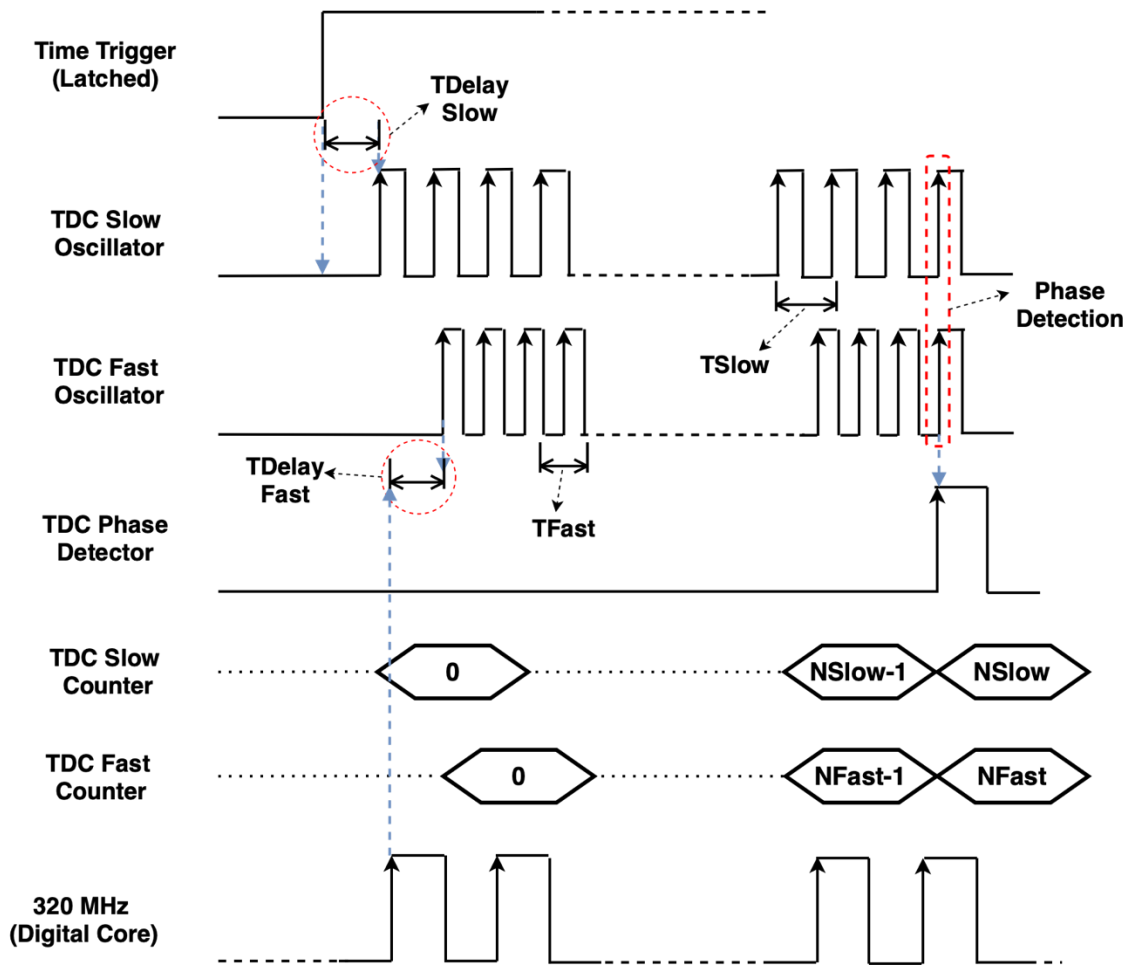 Time Trigger
(Latched)
TDelay
Slow
TDC Slow
Oscillator
Phase
Detection
TSlow
TDC Fast
Oscillator
TDelay
Fast
TFast
TDC Phase
Detector
TDC Slow
Counter
0
NSlow-1
NSlow
TDC Fast
Counter
0
NFast-1
NFast
320 MHz
(Digital Core)